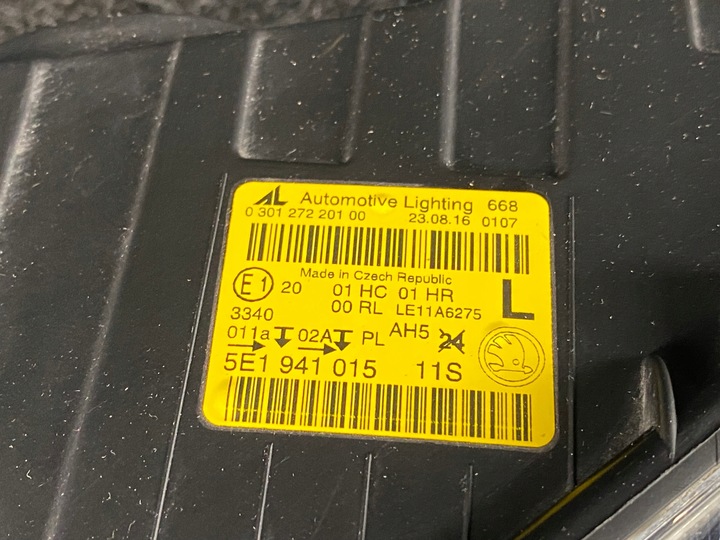 AL Automotive Lighting 668
0 301 272 201 00 23.08.16 0107
Made in Czech Republic
E1 20 01 HC 01 HR L
3340 00 RL LE11A6275
011a 02A PL AH5 24
5E1 941 015 11S